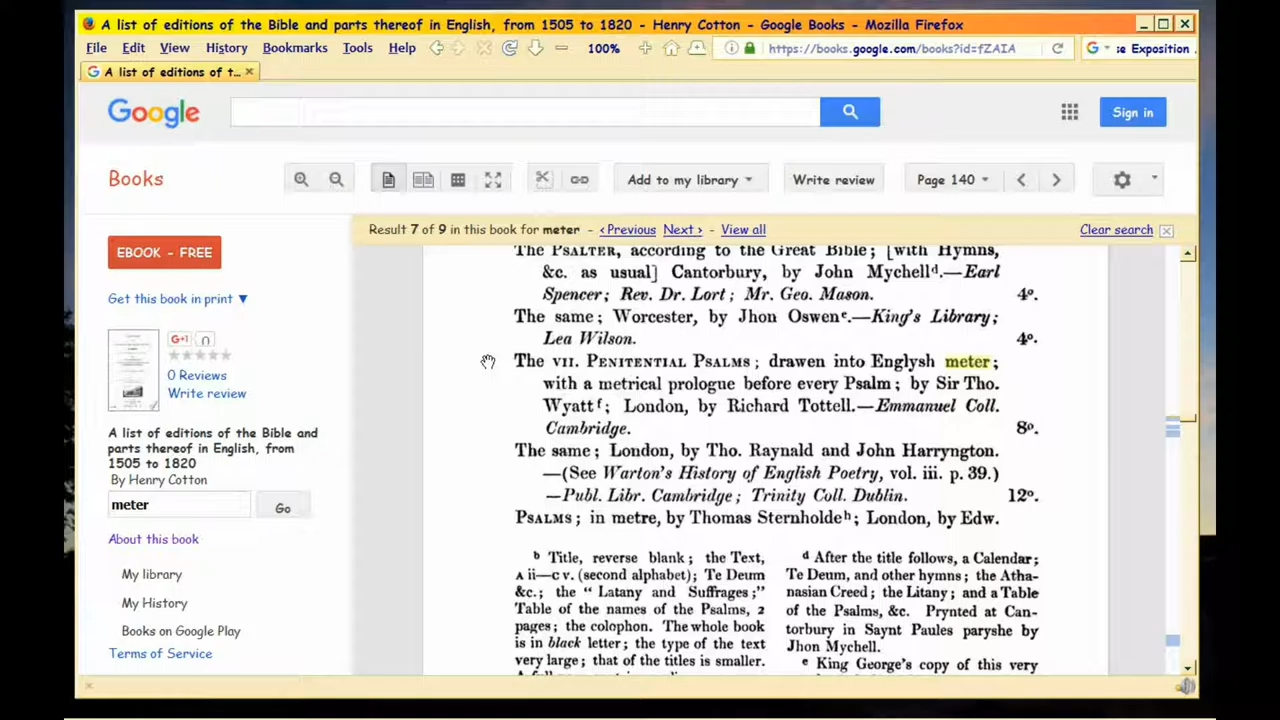 A list of editions of the Bible and parts thereof in English, from 1505 to 1820 - Henry Cotton - Google Books - Mozilla Firefox
File Edit View History Bookmarks Tools Help 100% https://books.google.com/books?id=fZAIA G :se Exposition .
G A list of editions of t... ×
Google Sign in
Books Add to my library Write review Page 140
Result 7 of 9 in this book for meter - ‹Previous Next› - View all Clear search
EBOOK - FREE
Get this book in print ▼
G+1 0
0 Reviews
Write review
A list of editions of the Bible and
parts thereof in English, from
1505 to 1820
By Henry Cotton
meter Go
About this book
My library
My History
Books on Google Play
Terms of Service
The PSALTER, according to the Great Bible; [with Hymns,
&c. as usual] Cantorbury, by John Mychell d.—Earl
Spencer; Rev. Dr. Lort; Mr. Geo. Mason. 4º.
The same; Worcester, by Jhon Oswen e.—King's Library;
Lea Wilson. 4º.
The VII. PENITENTIAL PSALMS; drawen into Englysh meter;
with a metrical prologue before every Psalm; by Sir Tho.
Wyatt f; London, by Richard Tottell.—Emmanuel Coll.
Cambridge. 8º.
The same; London, by Tho. Raynald and John Harryngton.
—(See Warton's History of English Poetry, vol. iii. p. 39.)
—Publ. Libr. Cambridge; Trinity Coll. Dublin. 12º.
PSALMS; in metre, by Thomas Sternholde h; London, by Edw.
b Title, reverse blank; the Text,
A ii—c v. (second alphabet); Te Deum
&c.; the "Latany and Suffrages;"
Table of the names of the Psalms, 2
pages; the colophon. The whole book
is in black letter; the type of the text
very large; that of the titles is smaller.
d After the title follows, a Calendar;
Te Deum, and other hymns; the Atha-
nasian Creed; the Litany; and a Table
of the Psalms, &c. Prynted at Can-
torbury in Saynt Paules paryshe by
Jhon Mychell.
e King George's copy of this very